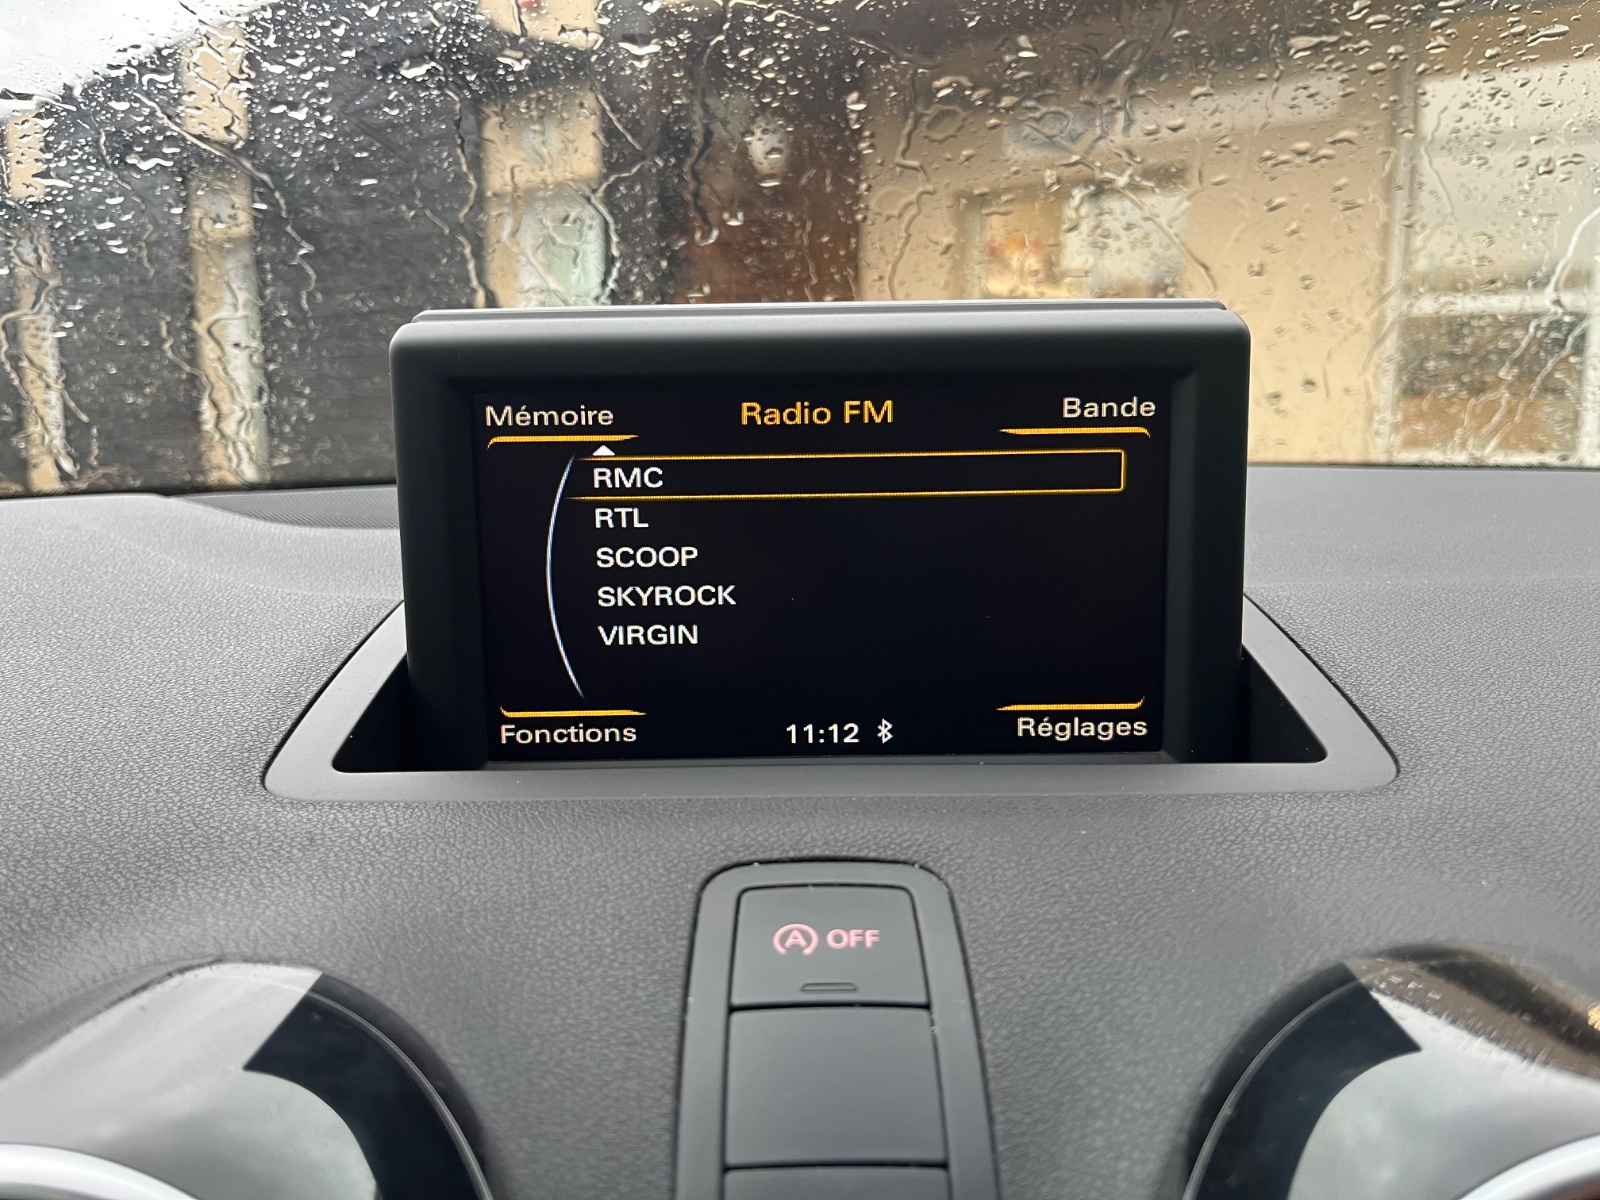 Mémoire Radio FM Bande
RMC
RTL
SCOOP
SKYROCK
VIRGIN
Fonctions 11:12 Réglages
A OFF